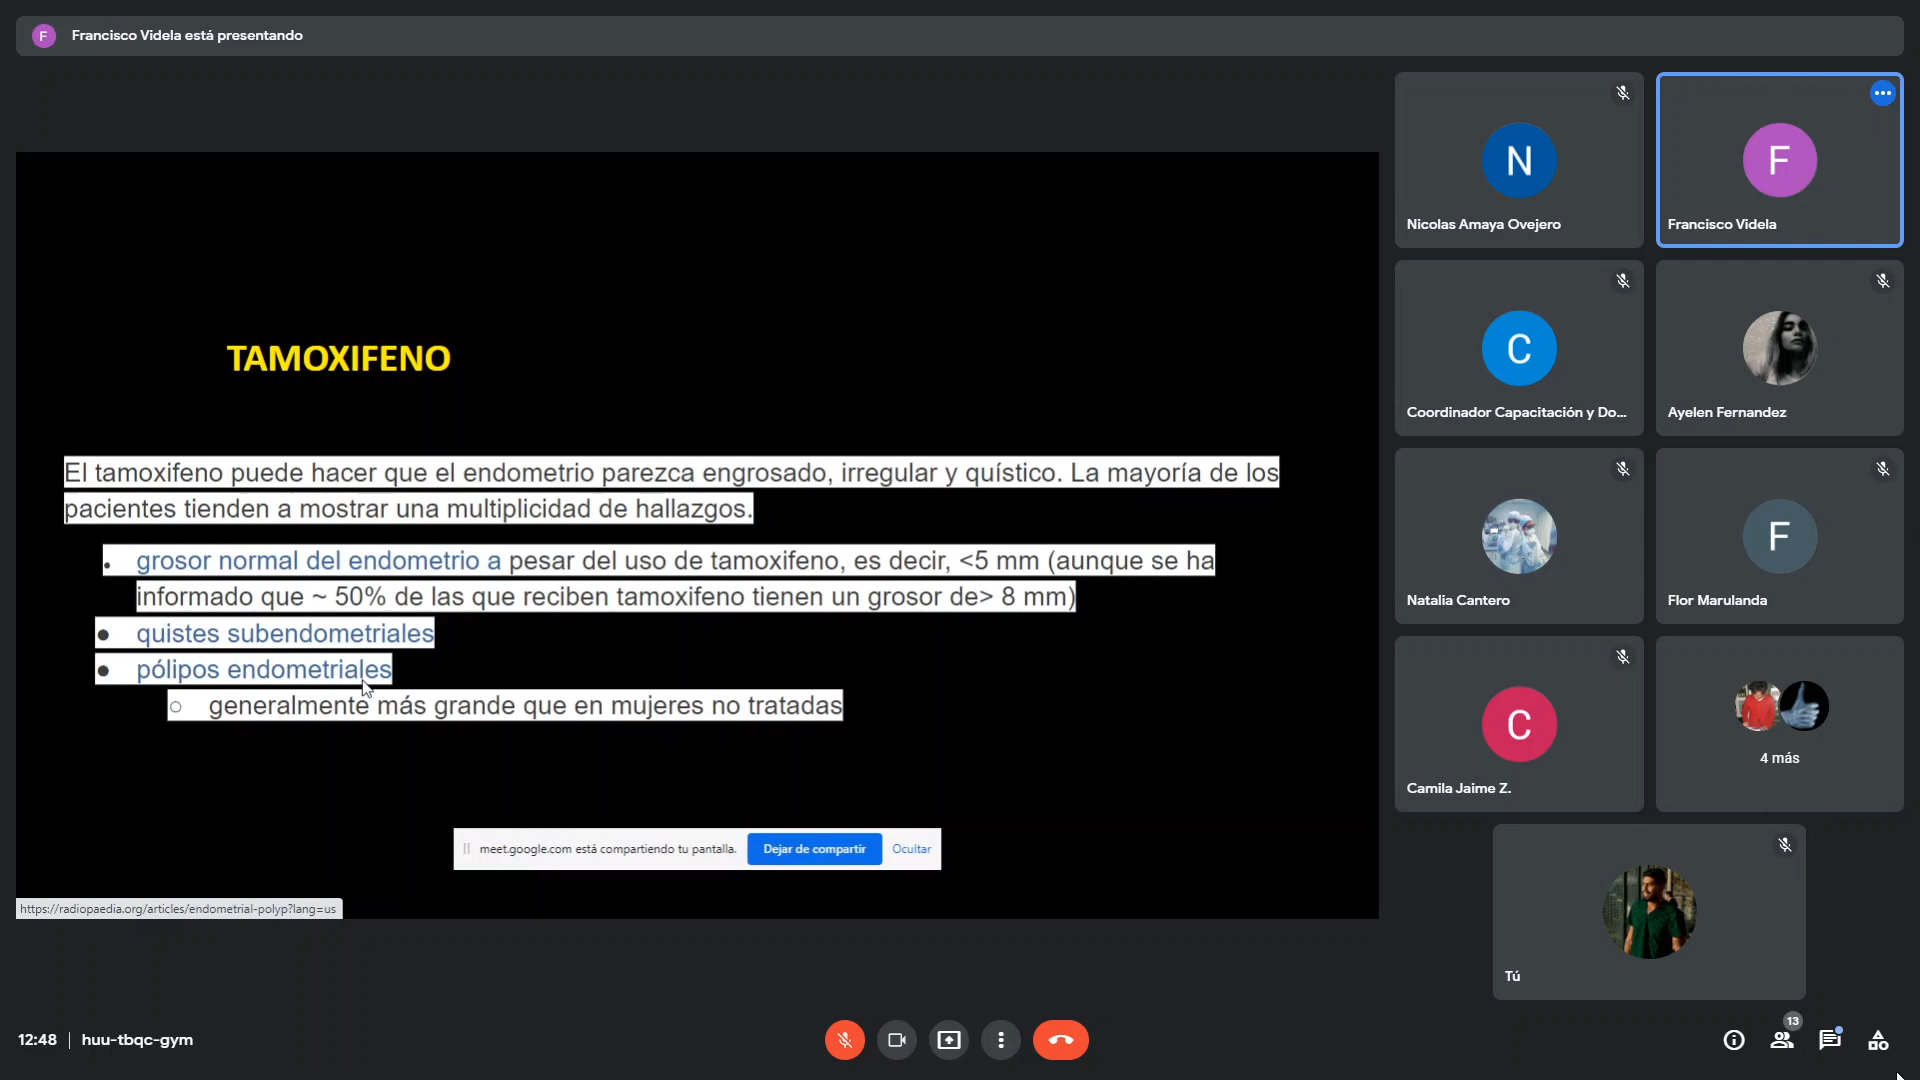 F Francisco Videla está presentando
TAMOXIFENO
El tamoxifeno puede hacer que el endometrio parezca engrosado, irregular y quístico. La mayoría de los
pacientes tienden a mostrar una multiplicidad de hallazgos.
• grosor normal del endometrio a pesar del uso de tamoxifeno, es decir, <5 mm (aunque se ha
informado que ~ 50% de las que reciben tamoxifeno tienen un grosor de> 8 mm)
● quistes subendometriales
● pólipos endometriales
○ generalmente más grande que en mujeres no tratadas
meet.google.com está compartiendo tu pantalla. Dejar de compartir Ocultar
https://radiopaedia.org/articles/endometrial-polyp?lang=us
N
Nicolas Amaya Ovejero
F
Francisco Videla
C
Coordinador Capacitación y Do...
Ayelen Fernandez
Natalia Cantero
F
Flor Marulanda
C
Camila Jaime Z.
4 más
Tú
12:48 | huu-tbqc-gym
13